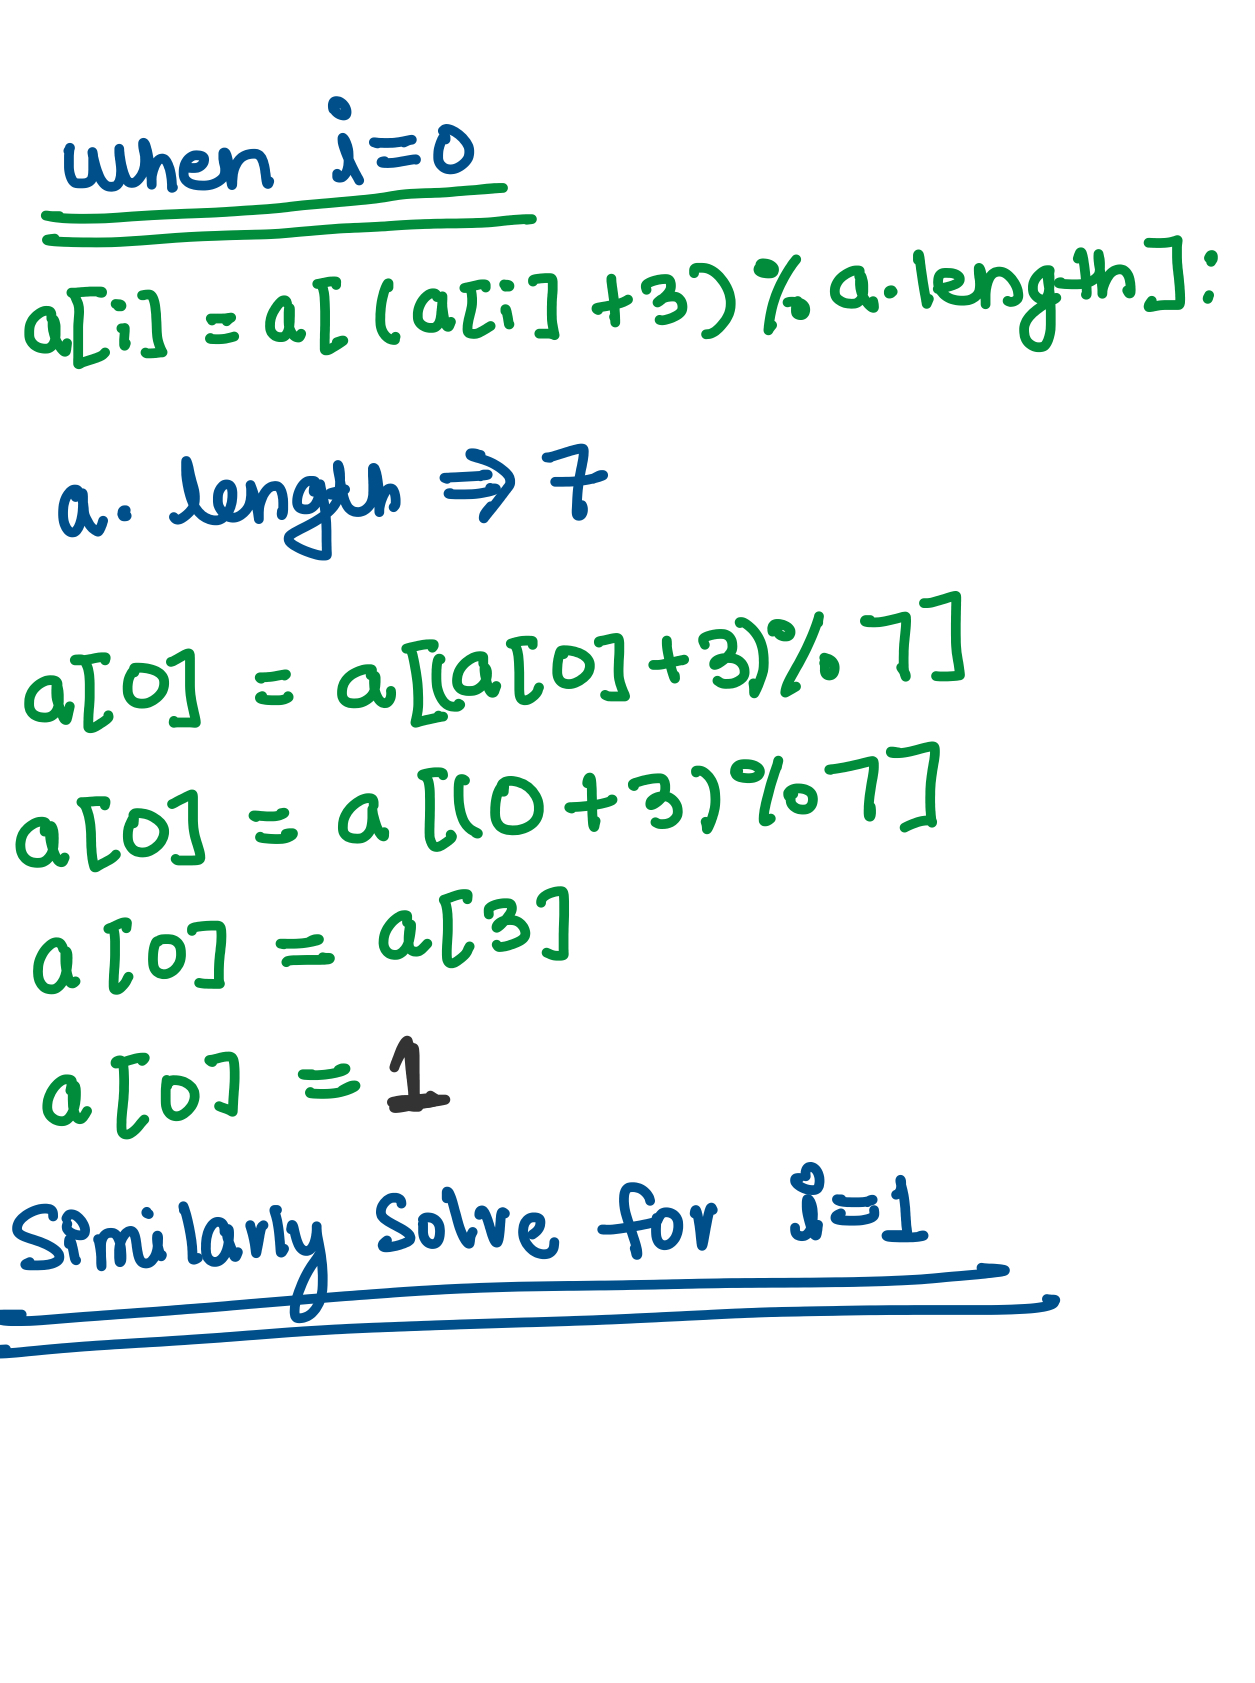 when i=0
a[i] = a[(a[i]+3)%a.length]:
a.length ⇒ 7
a[0] = a[(a[0]+3)%7]
a[0] = a[(0+3)%7]
a[0] = a[3]
a[0] = 1
Similarly Solve for i=1